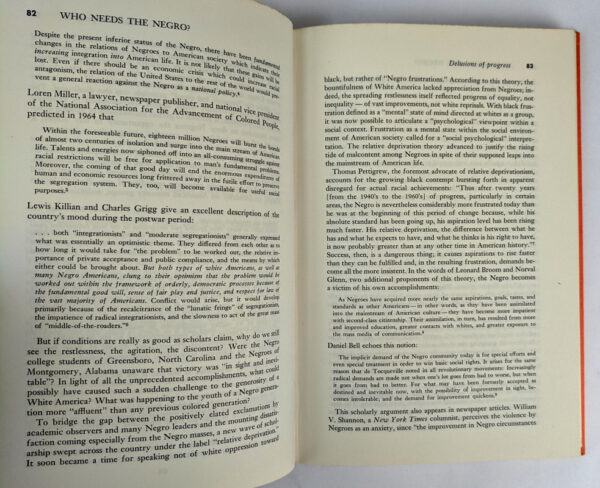 82 WHO NEEDS THE NEGRO?
Despite the present inferior status of the Negro, there have been fundamental
changes in the relations of Negroes to American society which indicate their
increasing integration into American life. It is not likely that these gains will be
lost. Even if there should be an economic crisis which could increase racial
antagonism, the relation of the United States to the rest of the world would pre-
vent a general reaction against the Negro as a national policy.⁴
Loren Miller, a lawyer, newspaper publisher, and national vice president
of the National Association for the Advancement of Colored People,
predicted in 1964 that
Within the foreseeable future, eighteen million Negroes will burst the bonds
of almost two centuries of isolation and surge into the main stream of American
life. Talents and energies now siphoned off into an all-consuming struggle against
racial restrictions will be free for application to man's fundamental problems.
Moreover, the coming of that good day will end the enormous expenditure of
human and economic resources long frittered away in the futile effort to preserve
the segregation system. They, too, will become available for useful social
purposes.⁵
Lewis Killian and Charles Grigg give an excellent description of the
country's mood during the postwar period:
. . . both "integrationists" and "moderate segregationists" generally expressed
what was essentially an optimistic theme. They differed from each other as to
how long it would take for "the problem" to be worked out, the relative im-
portance of private acceptance and public compliance, and the means by which
either could be brought about. But both types of white Americans, as well as
many Negro Americans, clung to their optimism that the problem would be
worked out within the framework of orderly, democratic processes because of
the fundamental good will, sense of fair play and justice, and respect for law of
the vast majority of Americans. Conflict would arise, but it would develop
primarily because of the recalcitrance of the "lunatic fringe" of segregationists,
the impatience of radical integrationists, and the slowness to act of the great mass
of "middle-of-the-roaders."⁶
But if conditions are really as good as scholars claim, why do we still
see the restlessness, the agitation, the discontent? Were the Negro
college students of Greensboro, North Carolina and the Negroes of
Montgomery, Alabama unaware that victory was "in sight and inevi-
table"? In light of all the unprecedented accomplishments, what could
possibly have caused such a sudden challenge to the generosity of a
White America? What was happening to the youth of a Negro genera-
tion more "affluent" than any previous colored generation?
To bridge the gap between the positively elated exclamations by
academic observers and many Negro leaders and the mounting dissatis-
faction coming especially from the Negro masses, a new wave of schol-
arship swept across the country under the label "relative deprivation."
It soon became a time for speaking not of white oppression toward
Delusions of progress 83
black, but rather of "Negro frustrations." According to this theory, the
bountifulness of White America lacked appreciation from Negroes; in-
deed, the spreading restlessness itself reflected progress of equality, not
inequality — of vast improvements, not white reprisals. With black frus-
tration defined as a "mental" state of mind directed at whites as a group,
it was now possible to articulate a "psychological" viewpoint within a
social context. Frustration as a mental state within the social environ-
ment of American society called for a "social psychological" interpre-
tation. The relative deprivation theory advanced to justify the rising
tide of malcontent among Negroes in spite of their supposed leaps into
the mainstream of American life.
Thomas Pettigrew, the foremost advocate of relative deprivationism,
accounts for the growing black contempt bursting forth in apparent
disregard for actual racial achievements: "Thus after twenty years
[from the 1940's to the 1960's] of progress, particularly in certain
areas, the Negro is nevertheless considerably more frustrated today than
he was at the beginning of this period of change because, while his
absolute standard has been going up, his aspiration level has been rising
much faster. His relative deprivation, the difference between what he
has and what he expects to have, and what he thinks is his right to have,
is now probably greater than at any other time in American history."⁷
Success, then, is a dangerous thing; it causes aspirations to rise faster
than they can be fulfilled and, in the resulting frustration, demands be-
come all the more insistent. In the words of Leonard Broom and Norval
Glenn, two additional proponents of this theory, the Negro becomes
a victim of his own accomplishments:
As Negroes have acquired more nearly the same aspirations, goals, tastes, and
standards as other Americans — in other words, as they have been assimilated
into the mainstream of American culture — they have become more impatient
with second-class citizenship. Their assimilation, in turn, has resulted from more
and improved education, greater contacts with whites, and greater exposure to
the mass media of communication.⁸
Daniel Bell echoes this notion:
The implicit demand of the Negro community today is for special efforts and
even special treatment in order to win basic social rights. It arises for the same
reason that de Tocqueville noted in all revolutionary movements: Increasingly
radical demands are made not when one's lot goes from bad to worse, but when
it goes from bad to better. For what may have been formerly accepted as
destined and inevitable now, with the possibility of improvement in sight, be-
comes intolerable, and the demand for improvement quickens.⁹
This scholarly argument also appears in newspaper articles. William
V. Shannon, a New York Times columnist, perceives the violence by
Negroes as an anxiety, since "the improvement in Negro circumstances